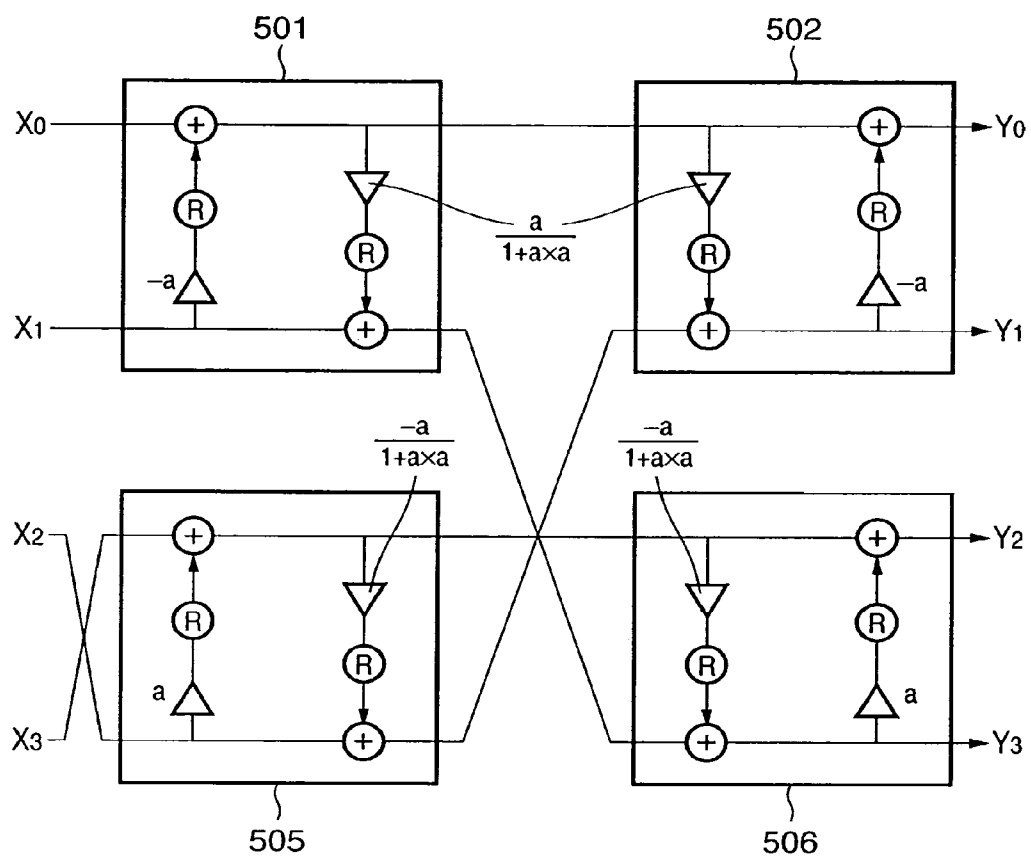 501
502
X0
+
+
Y0
R
R
R
R
a
1+a×a
−a
−a
X1
+
+
Y1
−a
1+a×a
−a
1+a×a
X2
+
+
Y2
R
R
R
R
a
a
X3
+
+
Y3
505
506